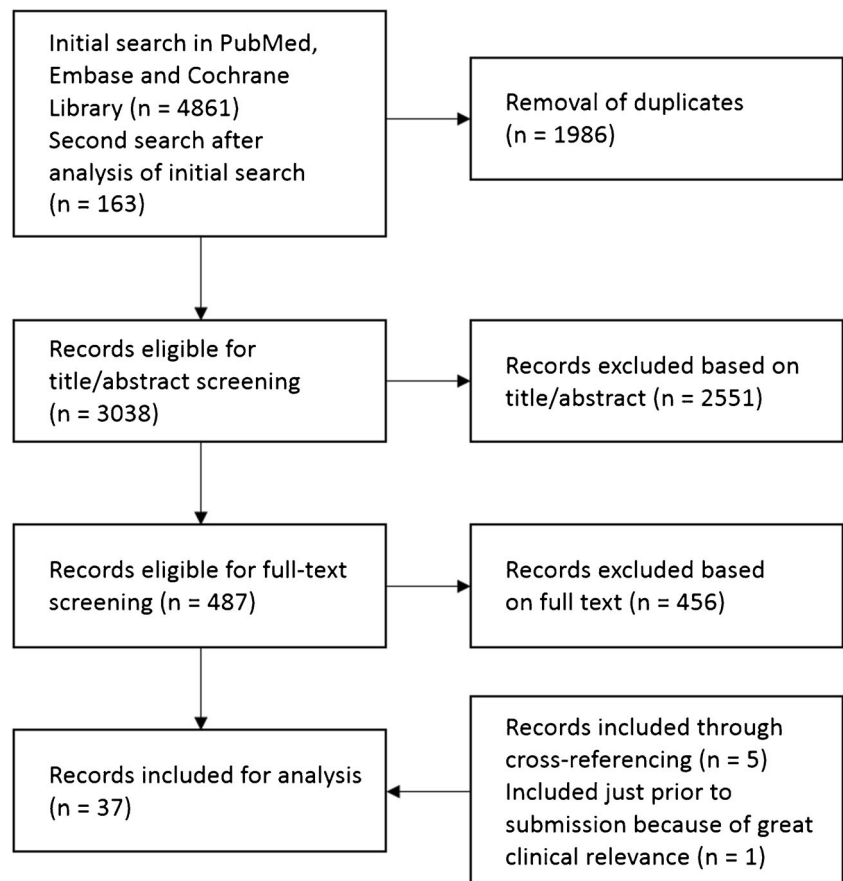 Initial search in PubMed,
Embase and Cochrane
Library (n = 4861)
Second search after
analysis of initial search
(n = 163)
Removal of duplicates
(n = 1986)
Records eligible for
title/abstract screening
(n = 3038)
Records excluded based on
title/abstract (n = 2551)
Records eligible for full-text
screening (n = 487)
Records excluded based
on full text (n = 456)
Records included for analysis
(n = 37)
Records included through
cross-referencing (n = 5)
Included just prior to
submission because of great
clinical relevance (n = 1)